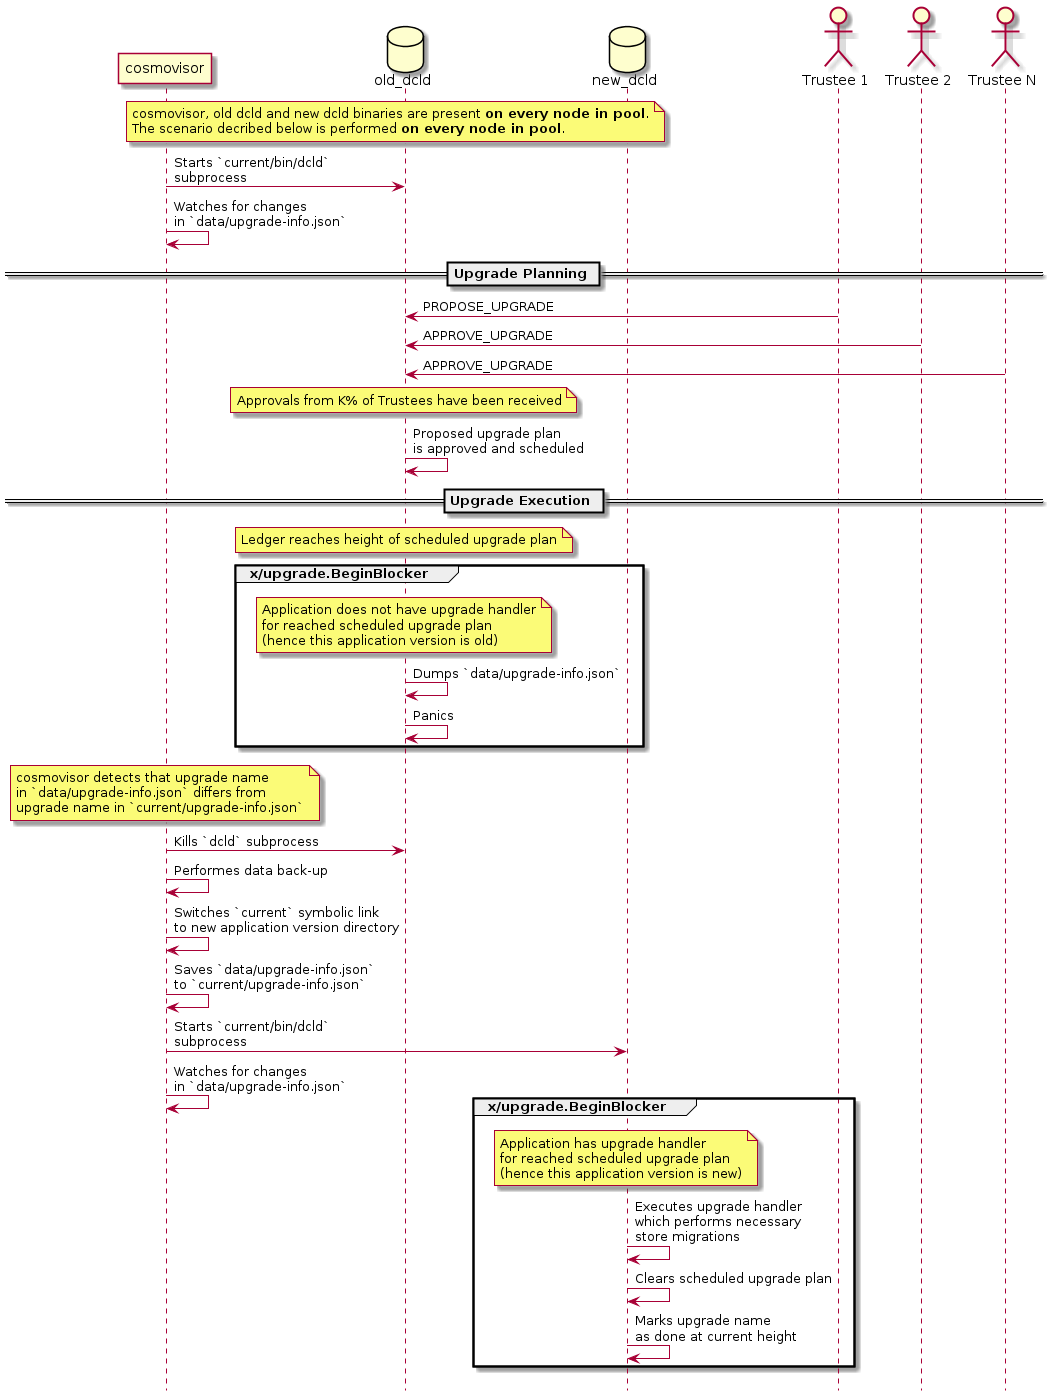 cosmovisor
old_dcld
new_dcld
Trustee 1
Trustee 2
Trustee N
cosmovisor, old dcld and new dcld binaries are present on every node in pool.
The scenario decribed below is performed on every node in pool.
Starts `current/bin/dcld`
subprocess
Watches for changes
in `data/upgrade-info.json`
Upgrade Planning
PROPOSE_UPGRADE
APPROVE_UPGRADE
APPROVE_UPGRADE
Approvals from K% of Trustees have been received
Proposed upgrade plan
is approved and scheduled
Upgrade Execution
Ledger reaches height of scheduled upgrade plan
x/upgrade.BeginBlocker
Application does not have upgrade handler
for reached scheduled upgrade plan
(hence this application version is old)
Dumps `data/upgrade-info.json`
Panics
cosmovisor detects that upgrade name
in `data/upgrade-info.json` differs from
upgrade name in `current/upgrade-info.json`
Kills `dcld` subprocess
Performes data back-up
Switches `current` symbolic link
to new application version directory
Saves `data/upgrade-info.json`
to `current/upgrade-info.json`
Starts `current/bin/dcld`
subprocess
Watches for changes
in `data/upgrade-info.json`
x/upgrade.BeginBlocker
Application has upgrade handler
for reached scheduled upgrade plan
(hence this application version is new)
Executes upgrade handler
which performs necessary
store migrations
Clears scheduled upgrade plan
Marks upgrade name
as done at current height